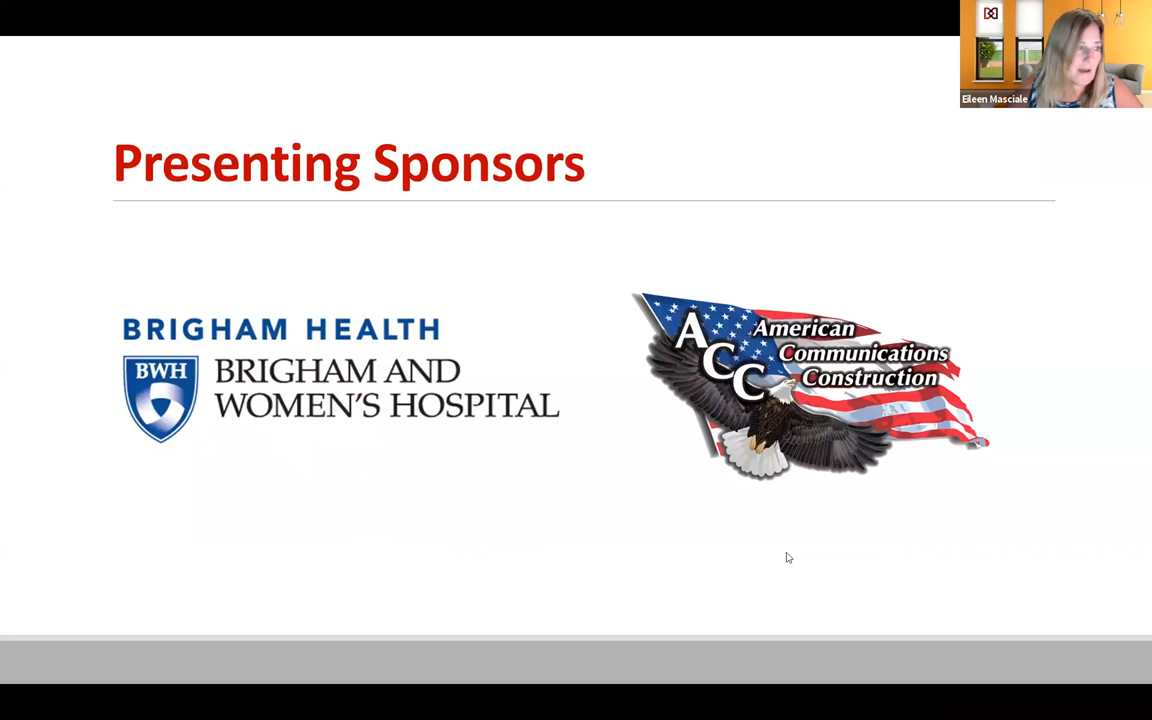 Eileen Masciale
Presenting Sponsors
BRIGHAM HEALTH
BWH
BRIGHAM AND
WOMEN'S HOSPITAL
ACC
American
Communications
Construction